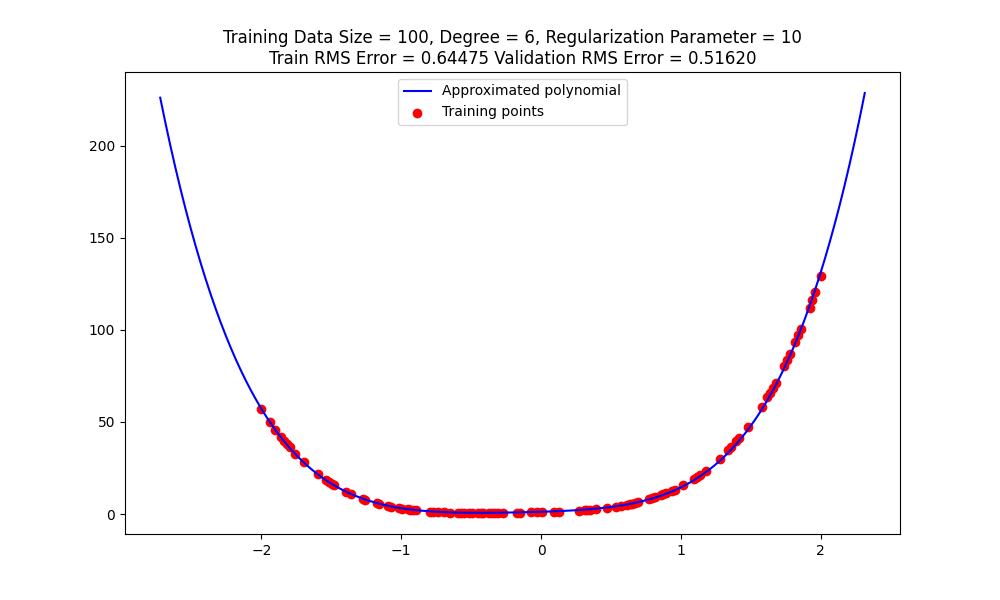 Training Data Size = 100, Degree = 6, Regularization Parameter = 10
Train RMS Error = 0.64475 Validation RMS Error = 0.51620
Approximated polynomial
Training points
200
150
100
50
0
−2
−1
0
1
2